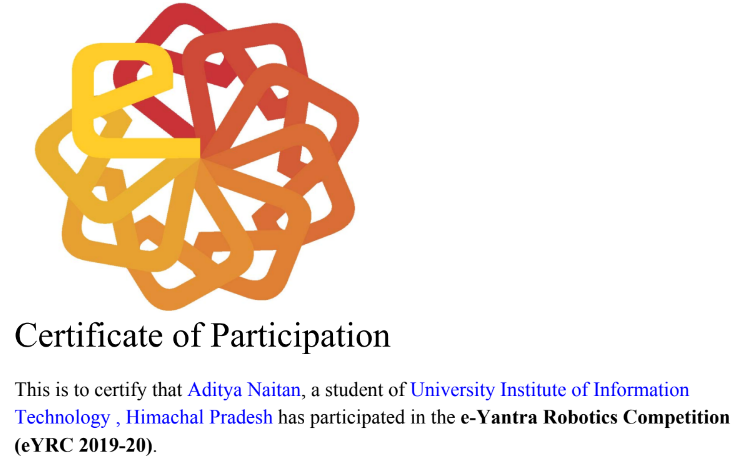 Certificate of Participation
This is to certify that Aditya Naitan, a student of University Institute of Information
Technology , Himachal Pradesh has participated in the e-Yantra Robotics Competition
(eYRC 2019-20).